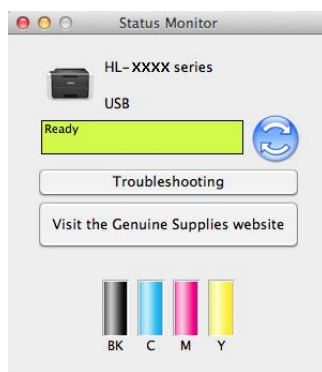 Status Monitor
HL-XXXX series
USB
Ready
Troubleshooting
Visit the Genuine Supplies website
BK C M Y